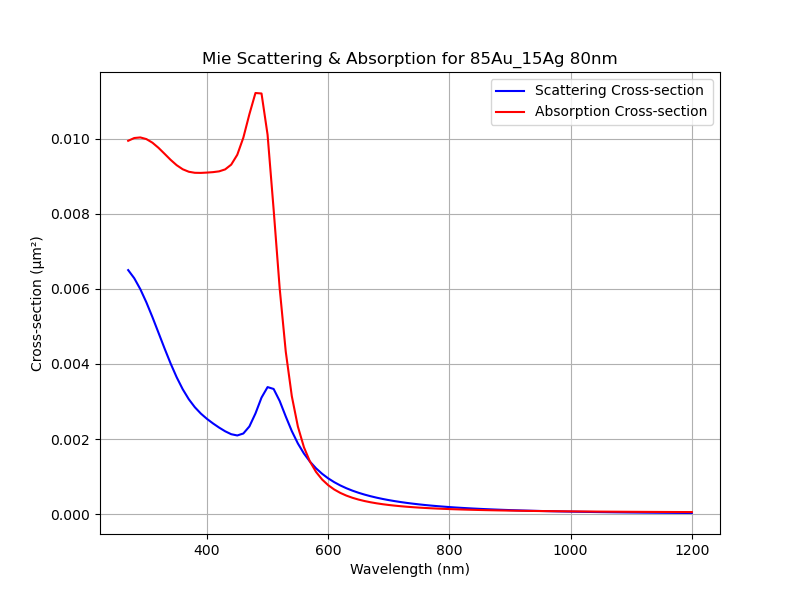 Mie Scattering & Absorption for 85Au_15Ag 80nm
Scattering Cross-section
Absorption Cross-section
Cross-section (μm²)
0.010
0.008
0.006
0.004
0.002
0.000
400 600 800 1000 1200
Wavelength (nm)